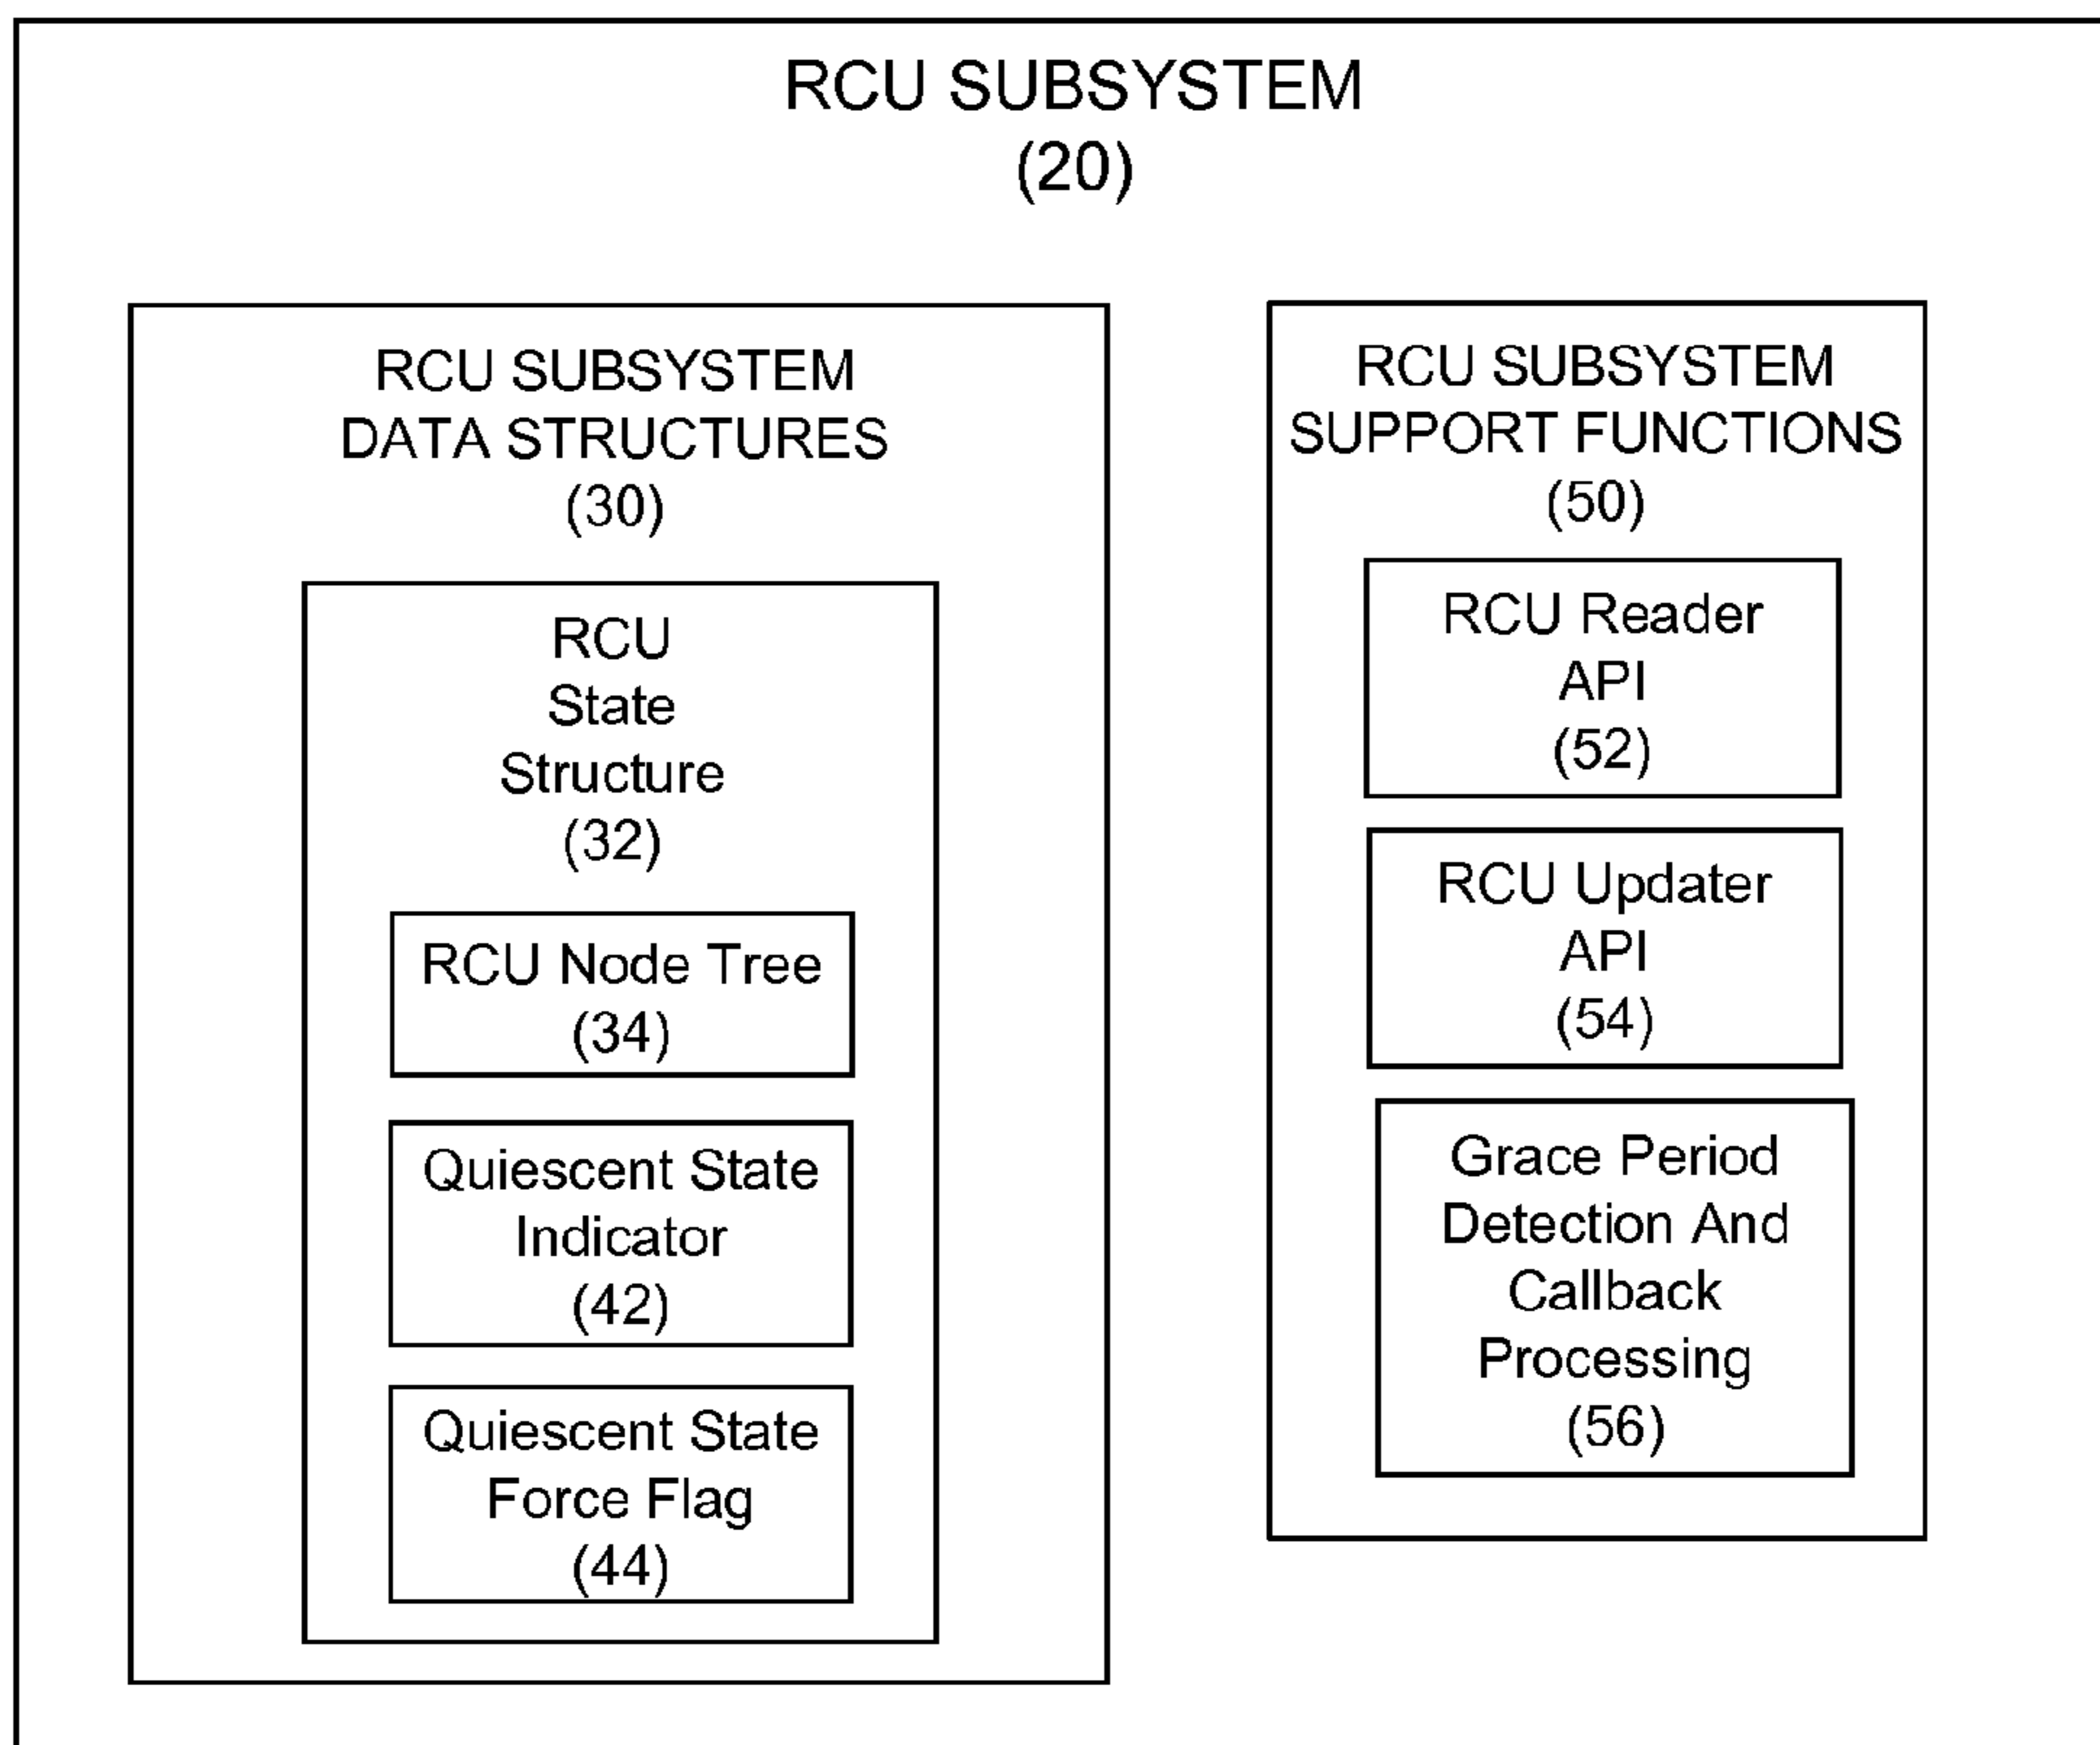 RCU SUBSYSTEM
(20)
RCU SUBSYSTEM
DATA STRUCTURES
(30)
RCU
State
Structure
(32)
RCU Node Tree
(34)
Quiescent State
Indicator
(42)
Quiescent State
Force Flag
(44)
RCU SUBSYSTEM
SUPPORT FUNCTIONS
(50)
RCU Reader
API
(52)
RCU Updater
API
(54)
Grace Period
Detection And
Callback
Processing
(56)